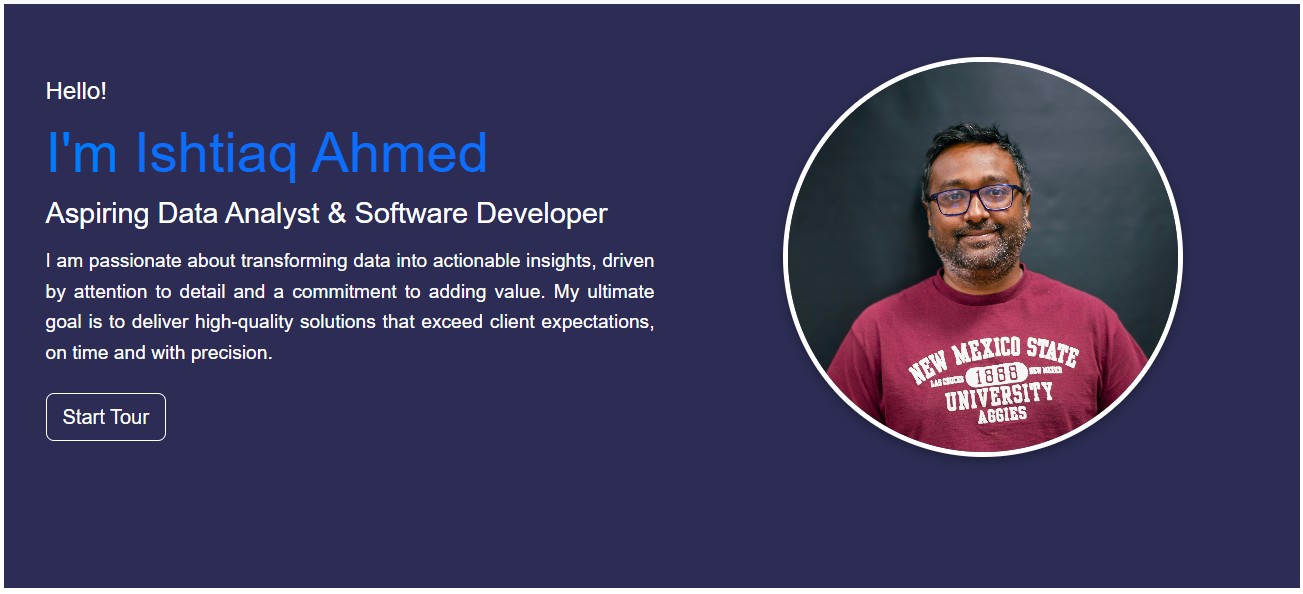 Hello!
I'm Ishtiaq Ahmed
Aspiring Data Analyst & Software Developer
I am passionate about transforming data into actionable insights, driven
by attention to detail and a commitment to adding value. My ultimate
goal is to deliver high-quality solutions that exceed client expectations,
on time and with precision.
Start Tour
NEW MEXICO STATE
LAS CRUCES 1888 NEW MEXICO
UNIVERSITY
AGGIES